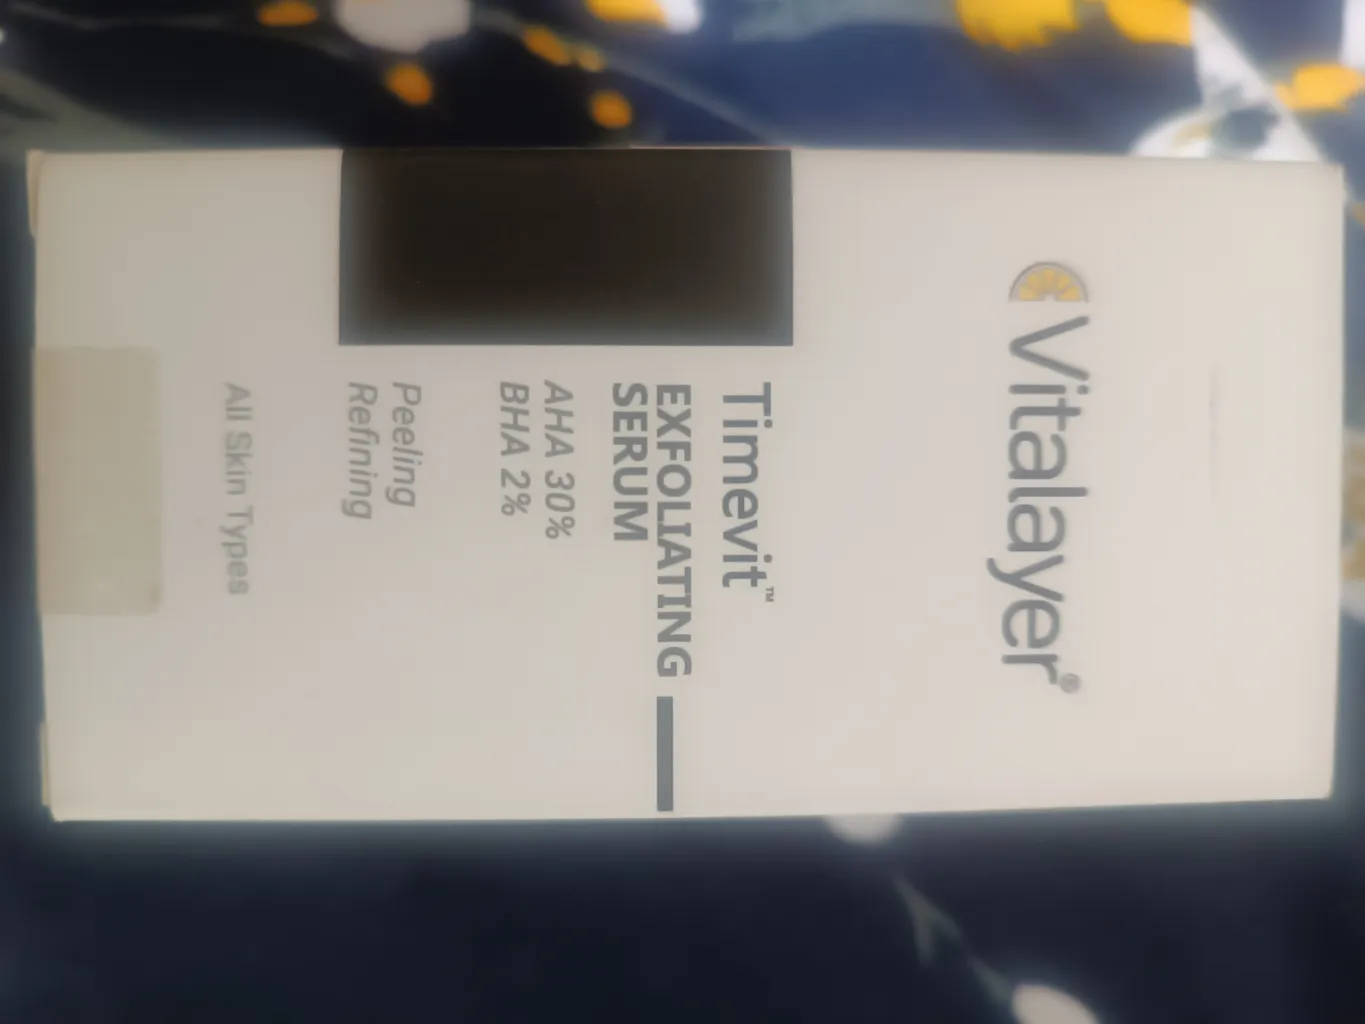 Vitalayer®
Timevit™
EXFOLIATING
SERUM
AHA 30%
BHA 2%
Peeling
Refining
All Skin Types